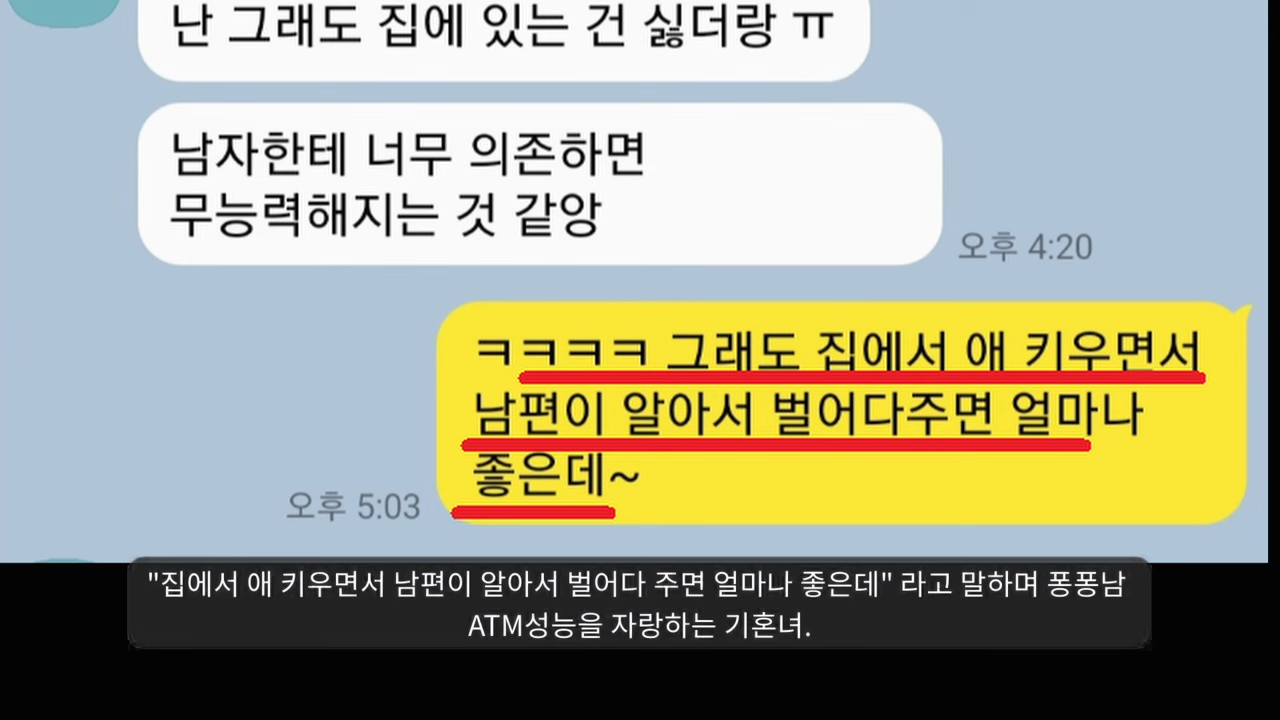 난 그래도 집에 있는 건 싫더랑 ㅠ
남자한테 너무 의존하면
무능력해지는 것 같앙
오후 4:20
ㅋㅋㅋㅋ 그래도 집에서 애 키우면서
남편이 알아서 벌어다주면 얼마나
좋은데~
오후 5:03
"집에서 애 키우면서 남편이 알아서 벌어다 주면 얼마나 좋은데" 라고 말하며 퐁퐁남
ATM성능을 자랑하는 기혼녀.